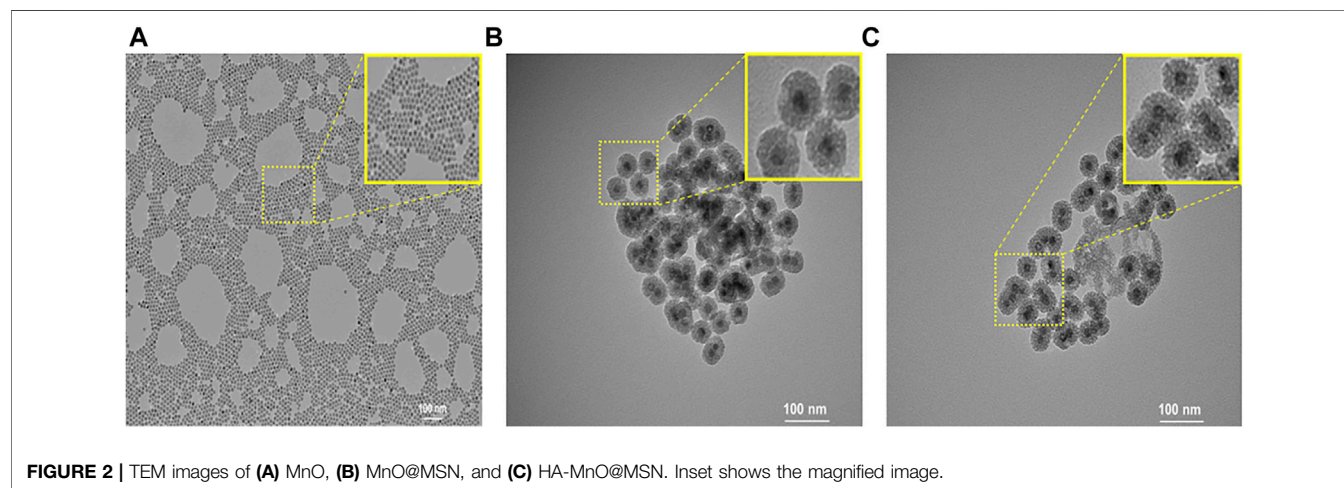 A
B
C
100 nm
100 nm
100 nm
FIGURE 2 | TEM images of (A) MnO, (B) MnO@MSN, and (C) HA-MnO@MSN. Inset shows the magnified image.